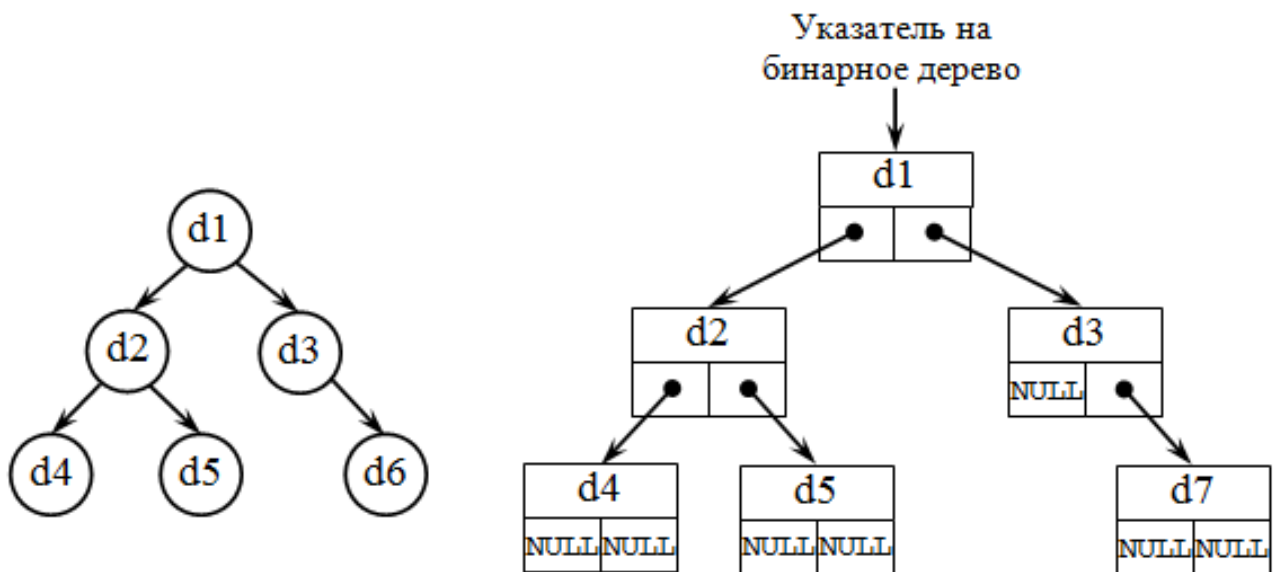 Указатель на
бинарное дерево
d1
d2
d3
d4
d5
d6
d1
d2
d3
NULL
d4
d5
d7
NULL NULL
NULL NULL
NULL NULL